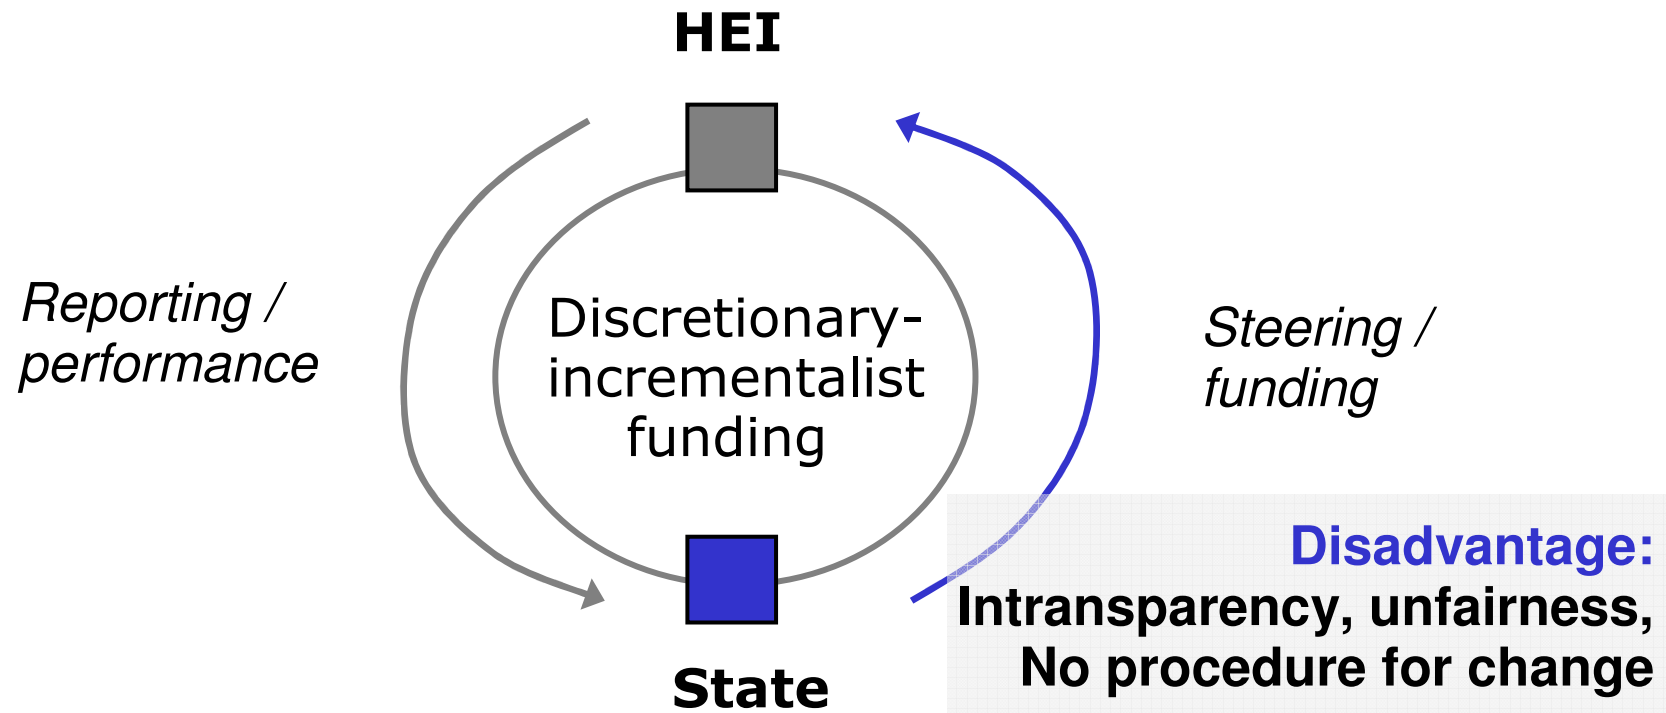 HEI
Reporting /
performance
Discretionary-
incrementalist
funding
Steering /
funding
Disadvantage:
Intransparency, unfairness,
No procedure for change
State